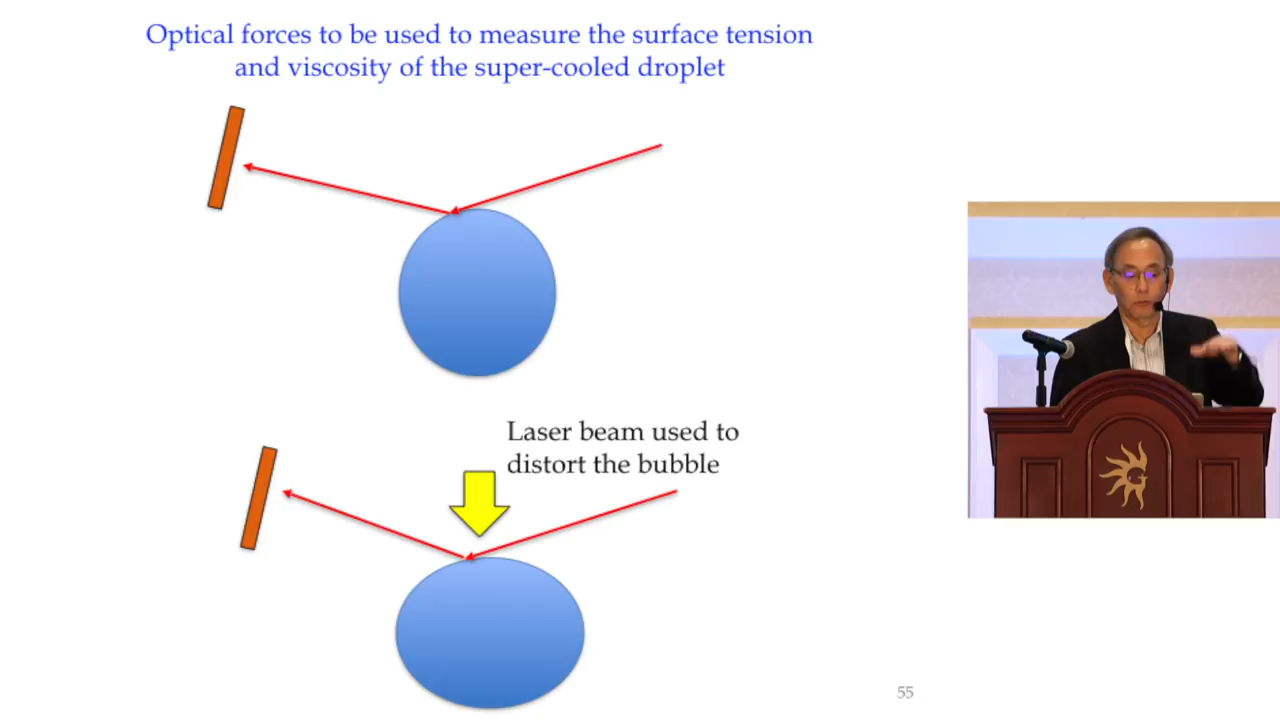 Optical forces to be used to measure the surface tension
and viscosity of the super-cooled droplet
Laser beam used to
distort the bubble
55